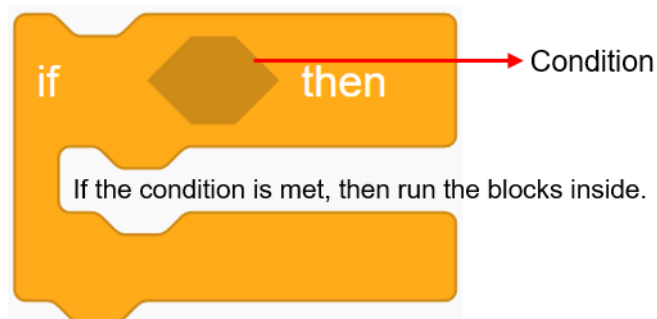 if then
Condition
If the condition is met, then run the blocks inside.